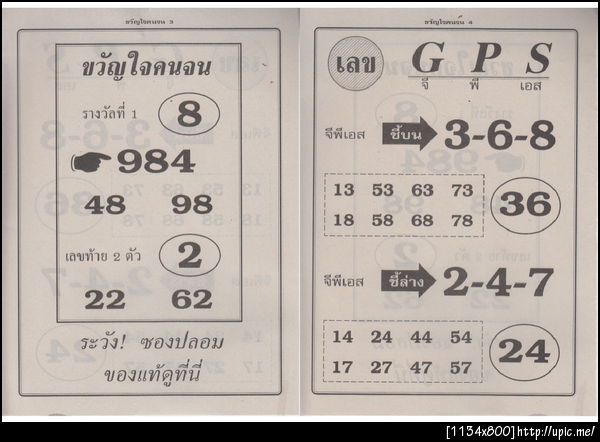 ขวัญใจคนจน 3
ขวัญใจคนจน
รางวัลที่ 1 8
984
48 98
เลขท้าย 2 ตัว 2
22 62
ระวัง! ซองปลอม
ของแท้ดูที่นี่
ขวัญใจคนจน 4
เลข G P S
จี พี เอส
จีพีเอส ชี้บน 3-6-8
13 53 63 73
18 58 68 78
36
จีพีเอส ชี้ล่าง 2-4-7
14 24 44 54
17 27 47 57
24
[1134x800]http://upic.me/